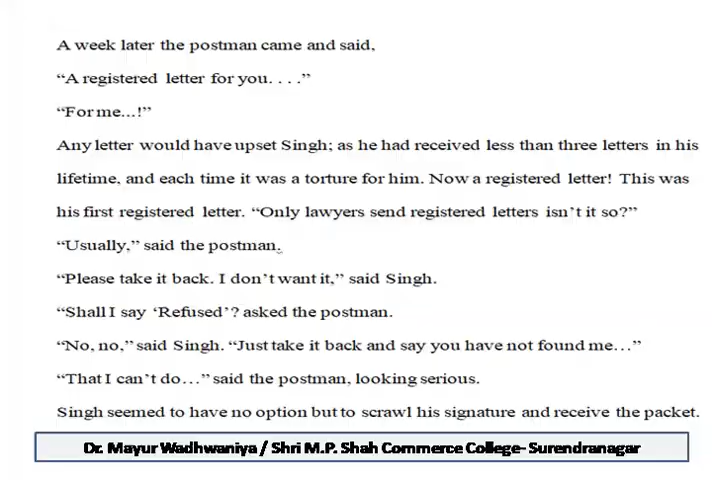 A week later the postman came and said,
“A registered letter for you. . . .”
“For me...!”
Any letter would have upset Singh; as he had received less than three letters in his
lifetime, and each time it was a torture for him. Now a registered letter! This was
his first registered letter. “Only lawyers send registered letters isn’t it so?”
“Usually,” said the postman.
“Please take it back. I don’t want it,” said Singh.
“Shall I say ‘Refused’? asked the postman.
“No, no,” said Singh. “Just take it back and say you have not found me…”
“That I can’t do…” said the postman, looking serious.
Singh seemed to have no option but to scrawl his signature and receive the packet.
Dr. Mayur Wadhwaniya / Shri M.P. Shah Commerce College- Surendranagar